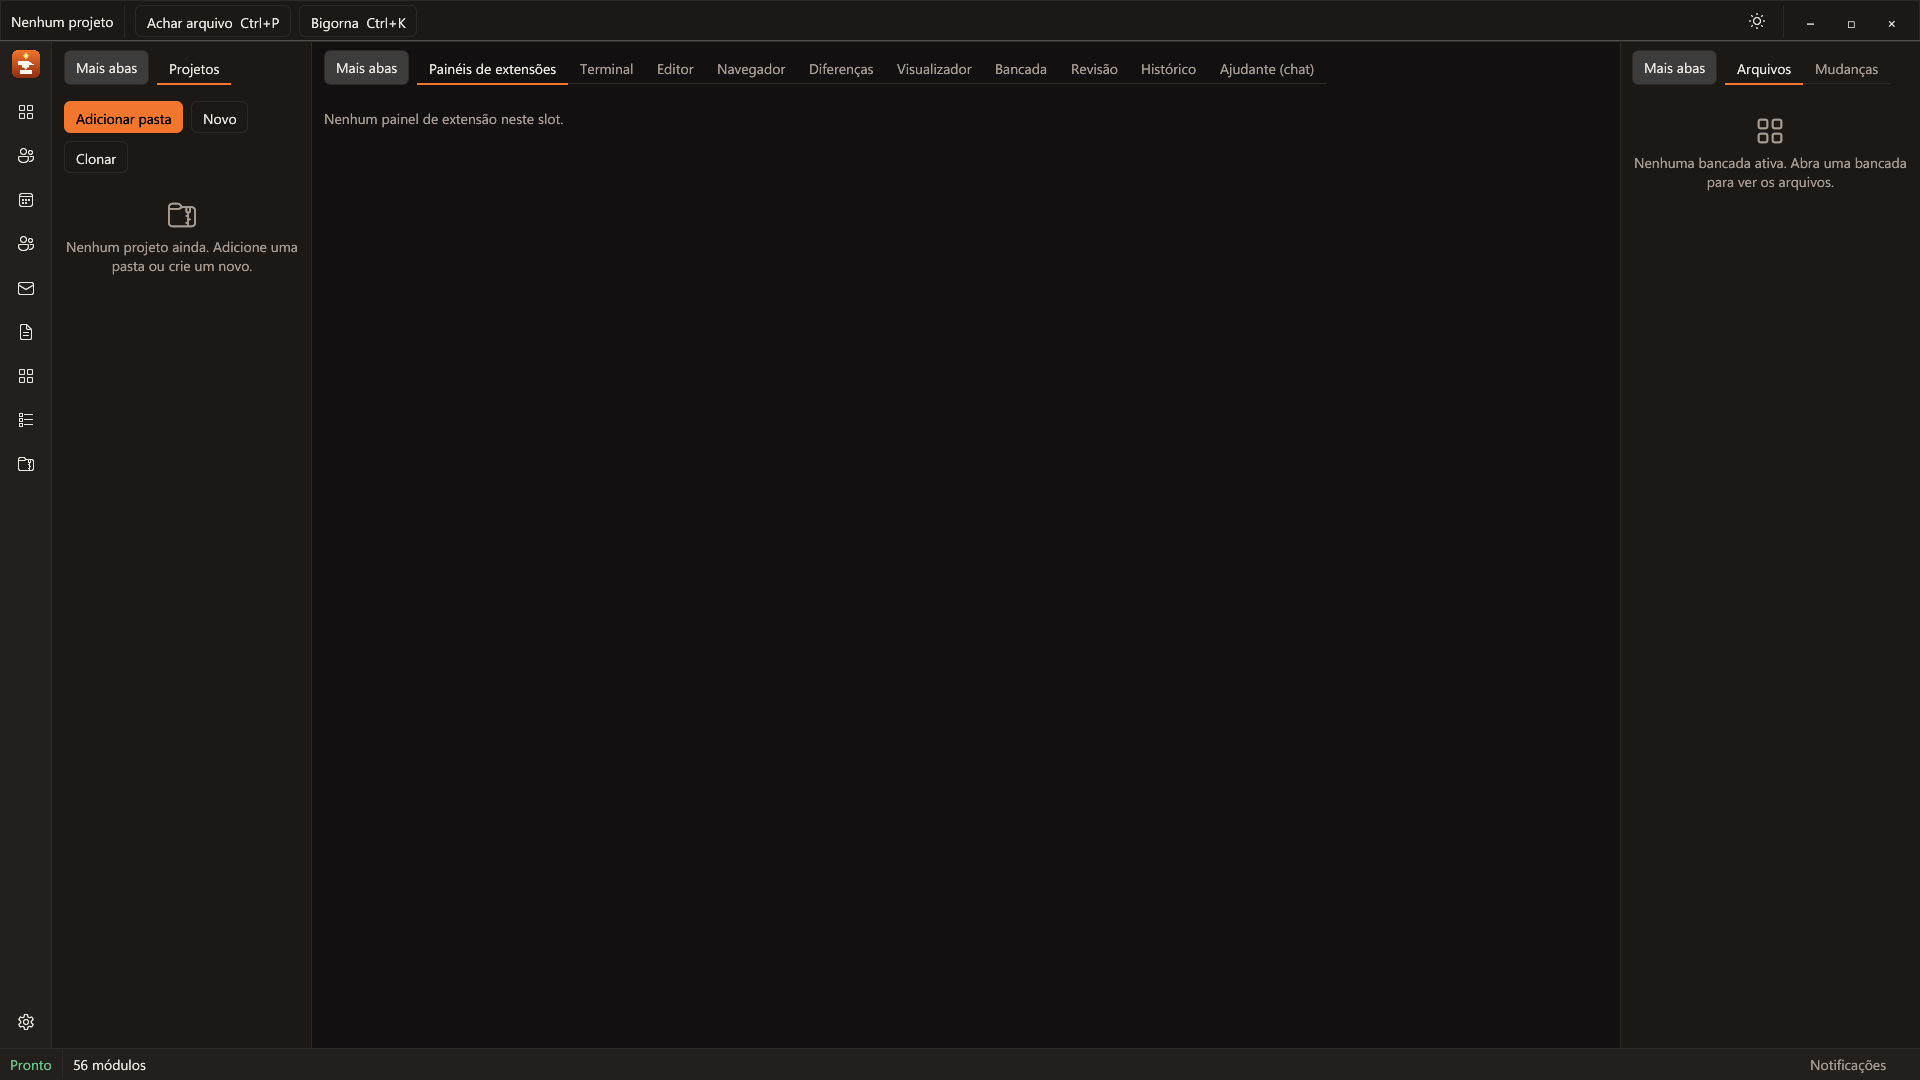 Nenhum projeto
Achar arquivo Ctrl+P
Bigorna Ctrl+K
Mais abas
Projetos
Adicionar pasta
Novo
Clonar
Nenhum projeto ainda. Adicione uma
pasta ou crie um novo.
Mais abas
Painéis de extensões
Terminal
Editor
Navegador
Diferenças
Visualizador
Bancada
Revisão
Histórico
Ajudante (chat)
Nenhum painel de extensão neste slot.
Mais abas
Arquivos
Mudanças
Nenhuma bancada ativa. Abra uma bancada
para ver os arquivos.
Pronto
56 módulos
Notificações